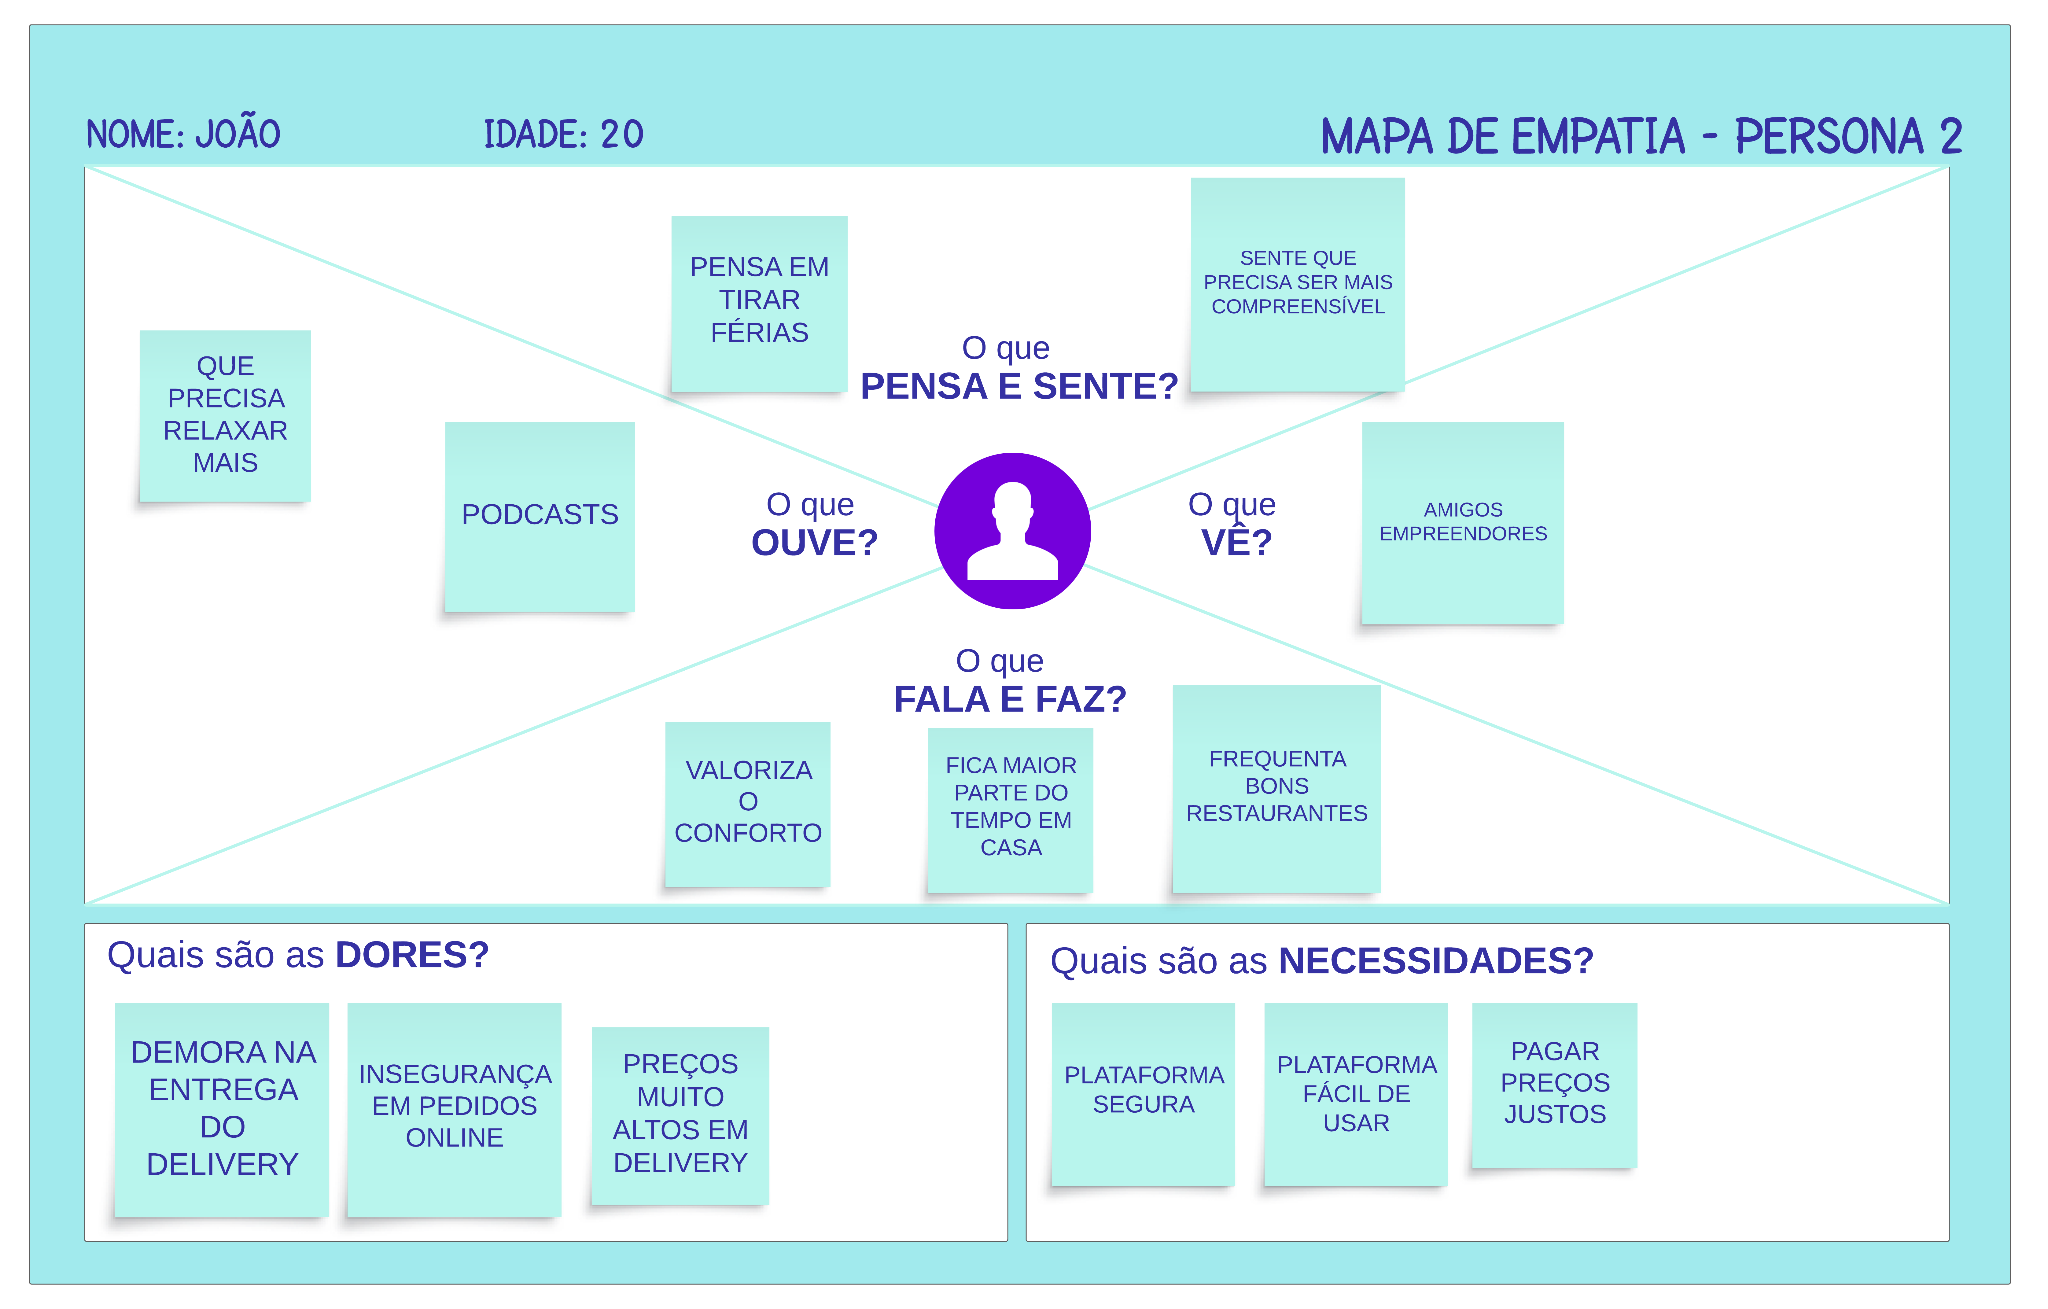 NOME: JOÃO
IDADE: 20
MAPA DE EMPATIA - PERSONA 2
PENSA EM
TIRAR
FÉRIAS
SENTE QUE
PRECISA SER MAIS
COMPREENSÍVEL
O que
PENSA E SENTE?
QUE
PRECISA
RELAXAR
MAIS
PODCASTS
O que
OUVE?
O que
VÊ?
AMIGOS
EMPREENDORES
O que
FALA E FAZ?
VALORIZA
O
CONFORTO
FICA MAIOR
PARTE DO
TEMPO EM
CASA
FREQUENTA
BONS
RESTAURANTES
Quais são as DORES?
DEMORA NA
ENTREGA
DO
DELIVERY
INSEGURANÇA
EM PEDIDOS
ONLINE
PREÇOS
MUITO
ALTOS EM
DELIVERY
Quais são as NECESSIDADES?
PLATAFORMA
SEGURA
PLATAFORMA
FÁCIL DE
USAR
PAGAR
PREÇOS
JUSTOS